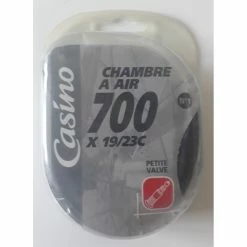 Casino
CHAMBRE
A AIR
700
X 19/23C
PETITE
VALVE